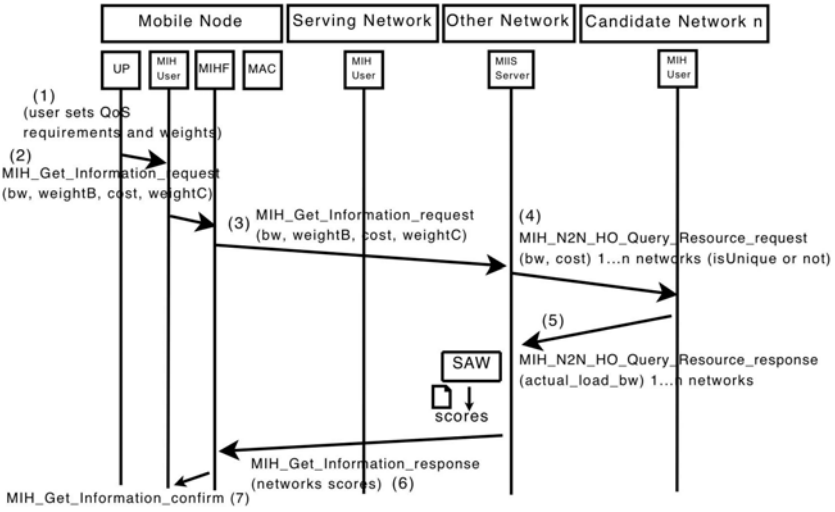 Mobile Node
Serving Network
Other Network
Candidate Network n
UP
MIH
User
MIHF
MAC
MIH
User
MIIS
Server
MIH
User
(1)
(user sets QoS
requirements and weights)
(2)
MIH_Get_Information_request
(bw, weightB, cost, weightC)
(3)
MIH_Get_Information_request
(bw, weightB, cost, weightC)
(4)
MIH_N2N_HO_Query_Resource_request
(bw, cost) 1...n networks (isUnique or not)
(5)
MIH_N2N_HO_Query_Resource_response
(actual_load_bw) 1...n networks
SAW
scores
MIH_Get_Information_response
(networks scores) (6)
MIH_Get_Information_confirm (7)